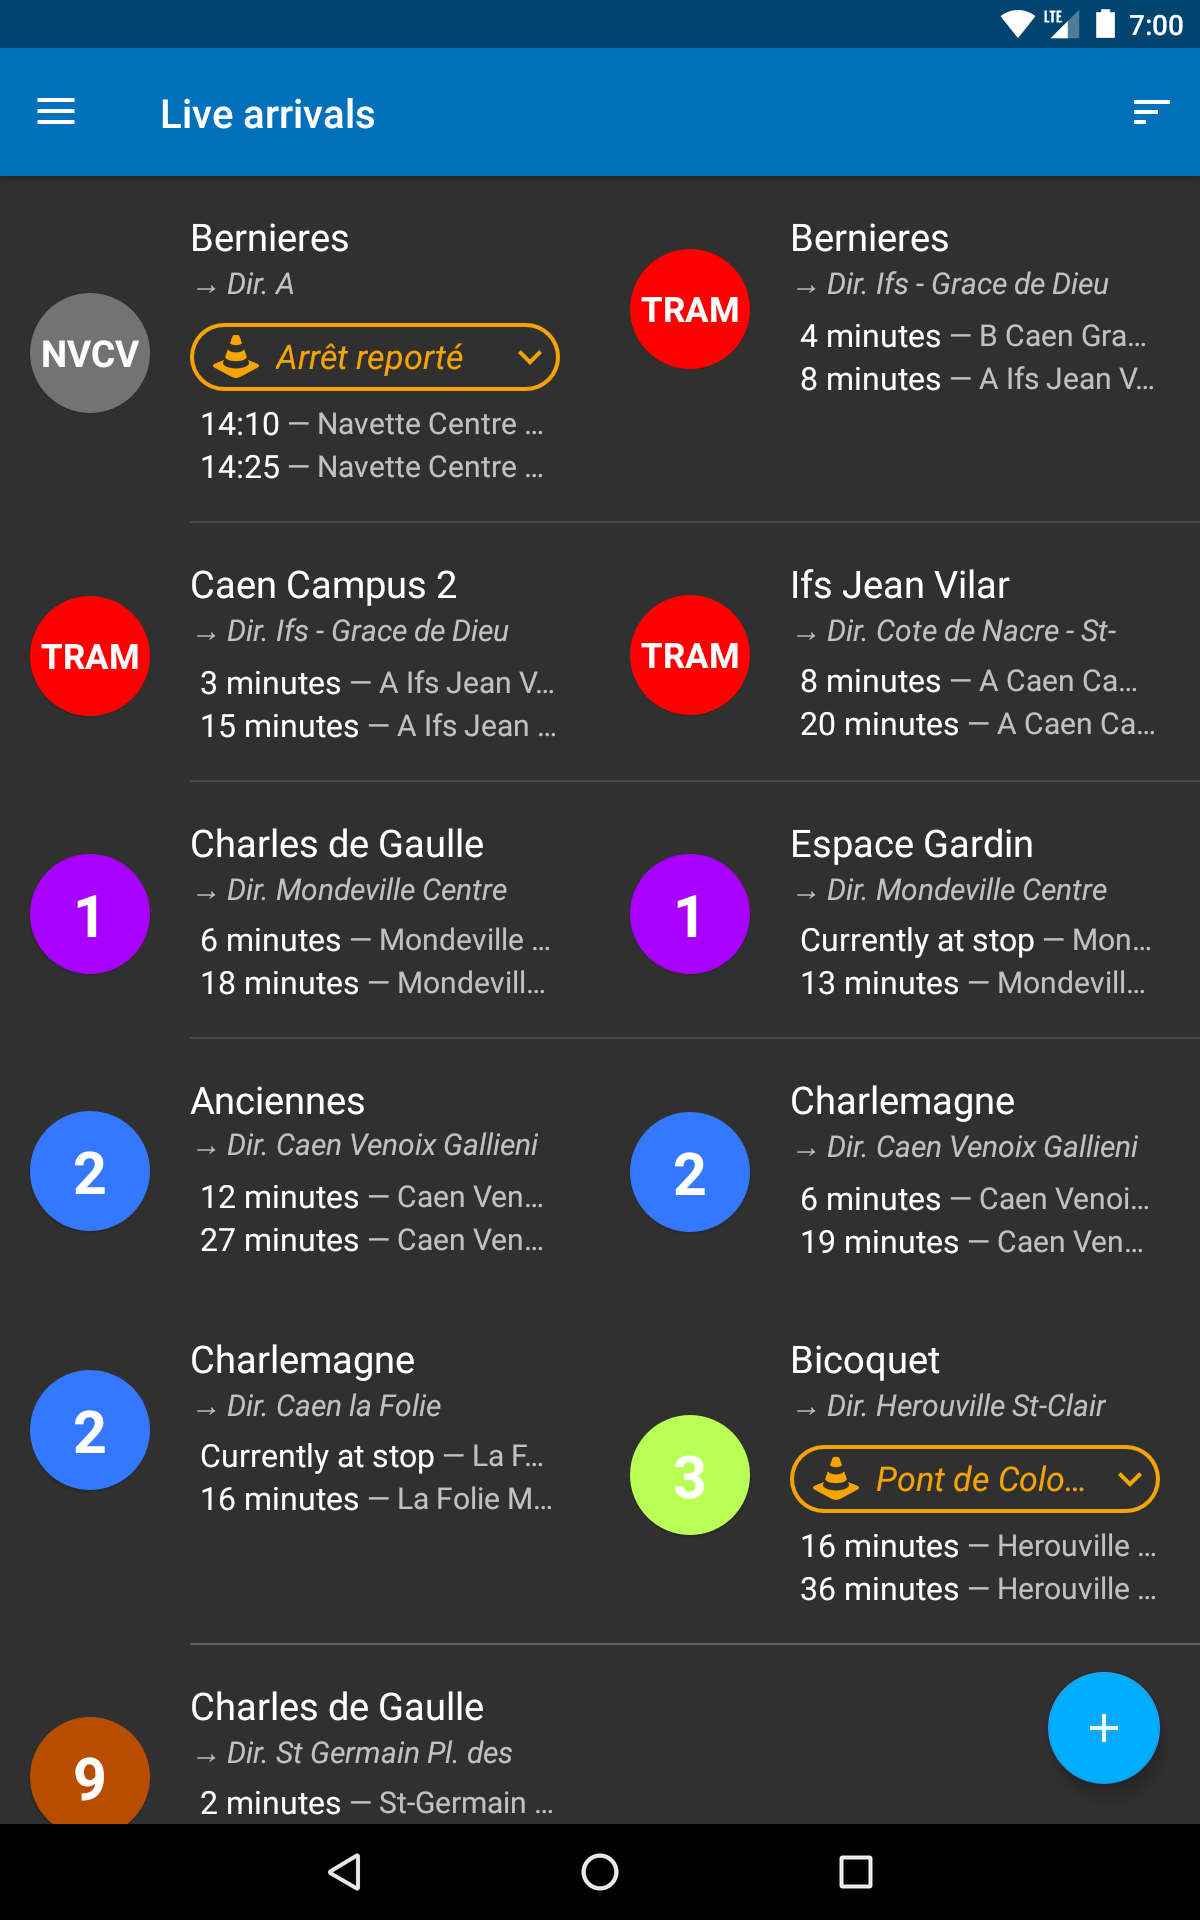 LTE 7:00
Live arrivals
NVCV
Bernieres
→ Dir. A
Arrêt reporté
14:10 – Navette Centre ...
14:25 – Navette Centre ...
TRAM
Bernieres
→ Dir. Ifs - Grace de Dieu
4 minutes – B Caen Gra...
8 minutes – A Ifs Jean V...
TRAM
Caen Campus 2
→ Dir. Ifs - Grace de Dieu
3 minutes – A Ifs Jean V...
15 minutes – A Ifs Jean ...
TRAM
Ifs Jean Vilar
→ Dir. Cote de Nacre - St-
8 minutes – A Caen Ca...
20 minutes – A Caen Ca...
1
Charles de Gaulle
→ Dir. Mondeville Centre
6 minutes – Mondeville ...
18 minutes – Mondevill...
1
Espace Gardin
→ Dir. Mondeville Centre
Currently at stop – Mon...
13 minutes – Mondevill...
2
Anciennes
→ Dir. Caen Venoix Gallieni
12 minutes – Caen Ven...
27 minutes – Caen Ven...
2
Charlemagne
→ Dir. Caen Venoix Gallieni
6 minutes – Caen Venoi...
19 minutes – Caen Ven...
2
Charlemagne
→ Dir. Caen la Folie
Currently at stop – La F...
16 minutes – La Folie M...
3
Bicoquet
→ Dir. Herouville St-Clair
Pont de Colo...
16 minutes – Herouville ...
36 minutes – Herouville ...
9
Charles de Gaulle
→ Dir. St Germain Pl. des
2 minutes – St-Germain ...